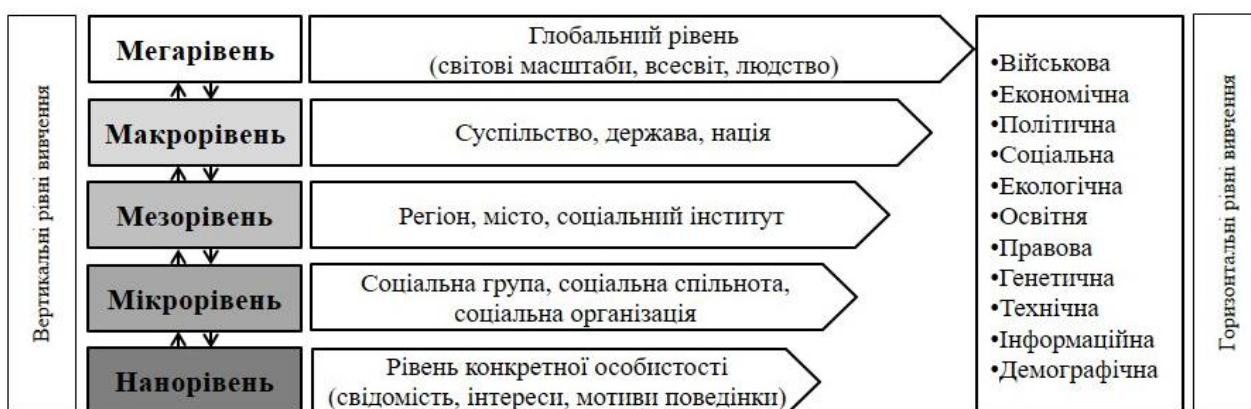 Вертикальні рівні вивчення
Мегарівень
Глобальний рівень
(світові масштаби, всесвіт, людство)
Макрорівень
Суспільство, держава, нація
Мезорівень
Регіон, місто, соціальний інститут
Мікрорівень
Соціальна група, соціальна спільнота,
соціальна організація
Нанорівень
Рівень конкретної особистості
(свідомість, інтереси, мотиви поведінки)
•Військова
•Економічна
•Політична
•Соціальна
•Екологічна
•Освітня
•Правова
•Генетична
•Технічна
•Інформаційна
•Демографічна
Горизонтальні рівні вивчення